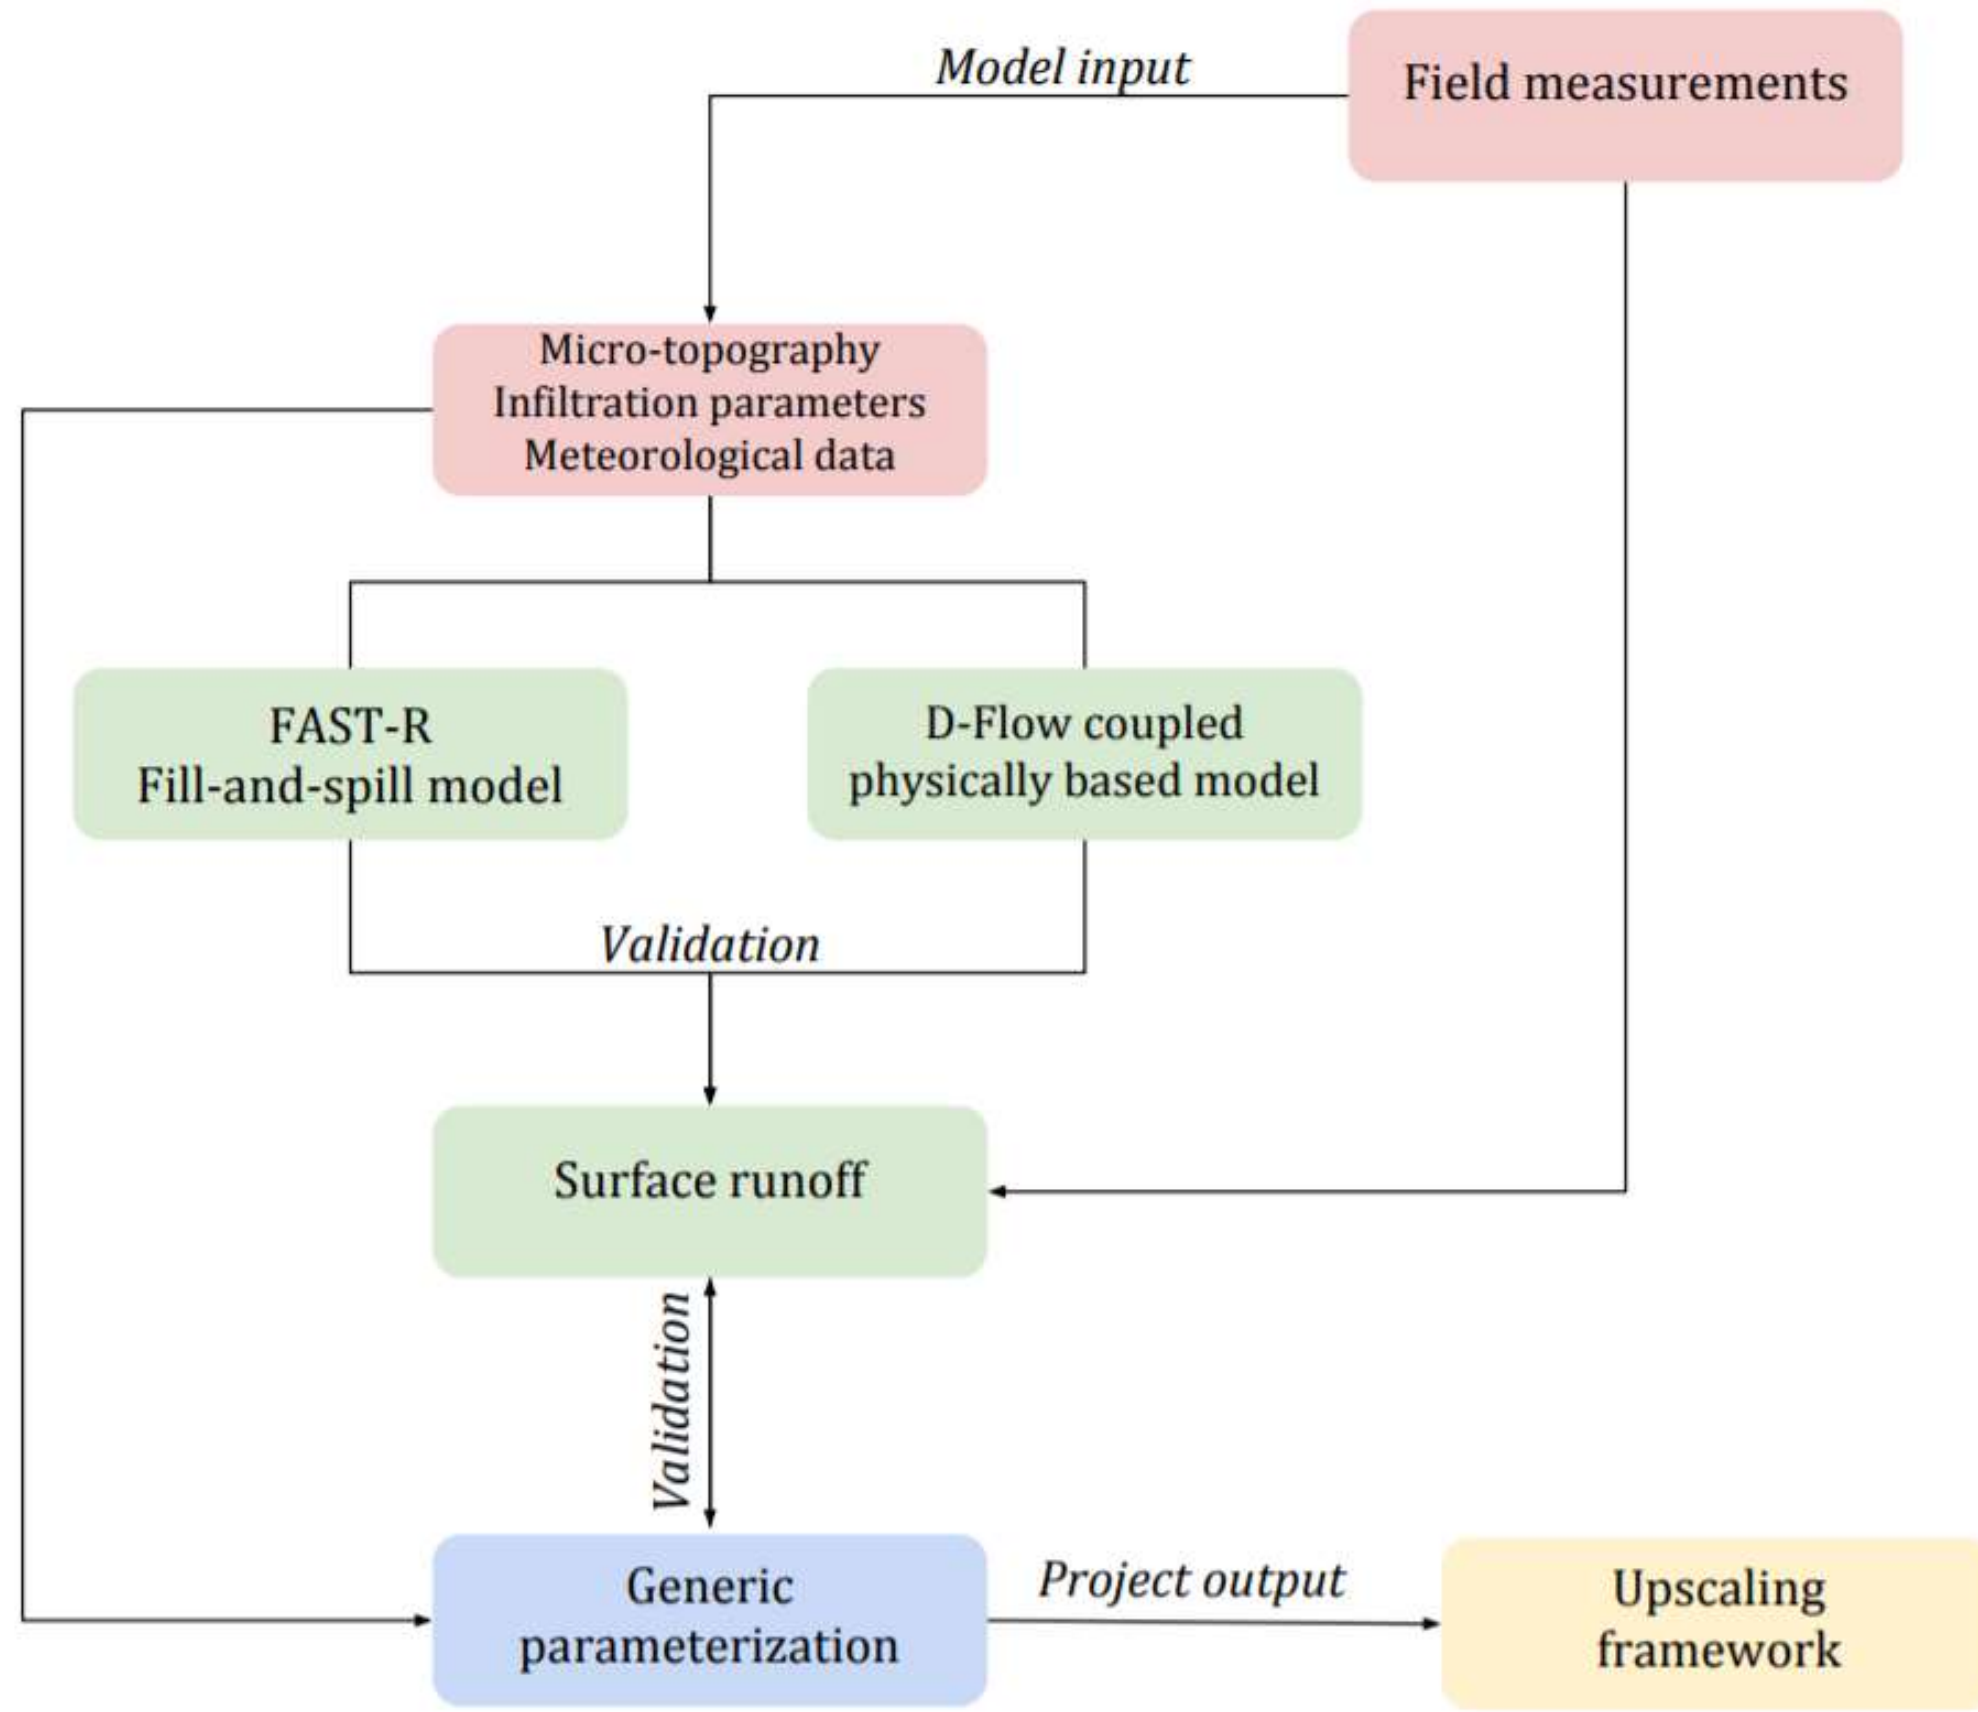 Model input
Field measurements
Micro-topography
Infiltration parameters
Meteorological data
FAST-R
Fill-and-spill model
D-Flow coupled
physically based model
Validation
Surface runoff
Validation
Generic
parameterization
Project output
Upscaling
framework